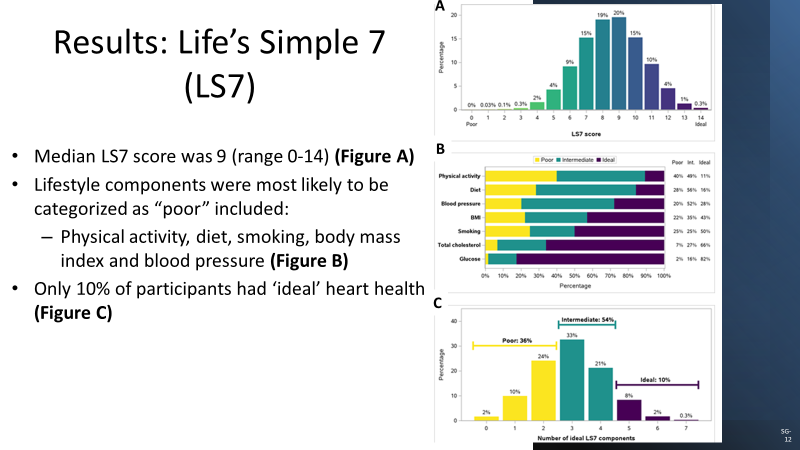 Results: Life's Simple 7
(LS7)
• Median LS7 score was 9 (range 0-14) (Figure A)
• Lifestyle components were most likely to be
categorized as “poor” included:
– Physical activity, diet, smoking, body mass
index and blood pressure (Figure B)
• Only 10% of participants had ‘ideal’ heart health
(Figure C)
A
Percentage
20
15
10
5
0
0% 0.03% 0.1% 0.3% 2% 4% 9% 15% 19% 20% 15% 10% 4% 1% 0.3%
0 1 2 3 4 5 6 7 8 9 10 11 12 13 14
Poor Ideal
LS7 score
B
Poor Intermediate Ideal
Poor Int. Ideal
Physical activity 40% 49% 11%
Diet 28% 56% 16%
Blood pressure 20% 52% 28%
BMI 22% 35% 43%
Smoking 25% 25% 50%
Total cholesterol 7% 27% 66%
Glucose 2% 16% 82%
0% 10% 20% 30% 40% 50% 60% 70% 80% 90% 100%
Percentage
C
Percentage
40
30
20
10
0
Intermediate: 54%
Poor: 36%
Ideal: 10%
2% 10% 24% 33% 21% 8% 2% 0.3%
0 1 2 3 4 5 6 7
Number of ideal LS7 components
SG-
12